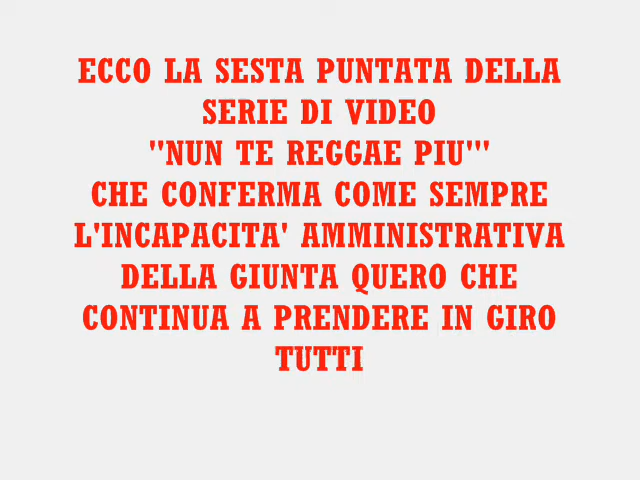 ECCO LA SESTA PUNTATA DELLA
SERIE DI VIDEO
"NUN TE REGGAE PIU'"
CHE CONFERMA COME SEMPRE
L'INCAPACITA' AMMINISTRATIVA
DELLA GIUNTA QUERO CHE
CONTINUA A PRENDERE IN GIRO
TUTTI